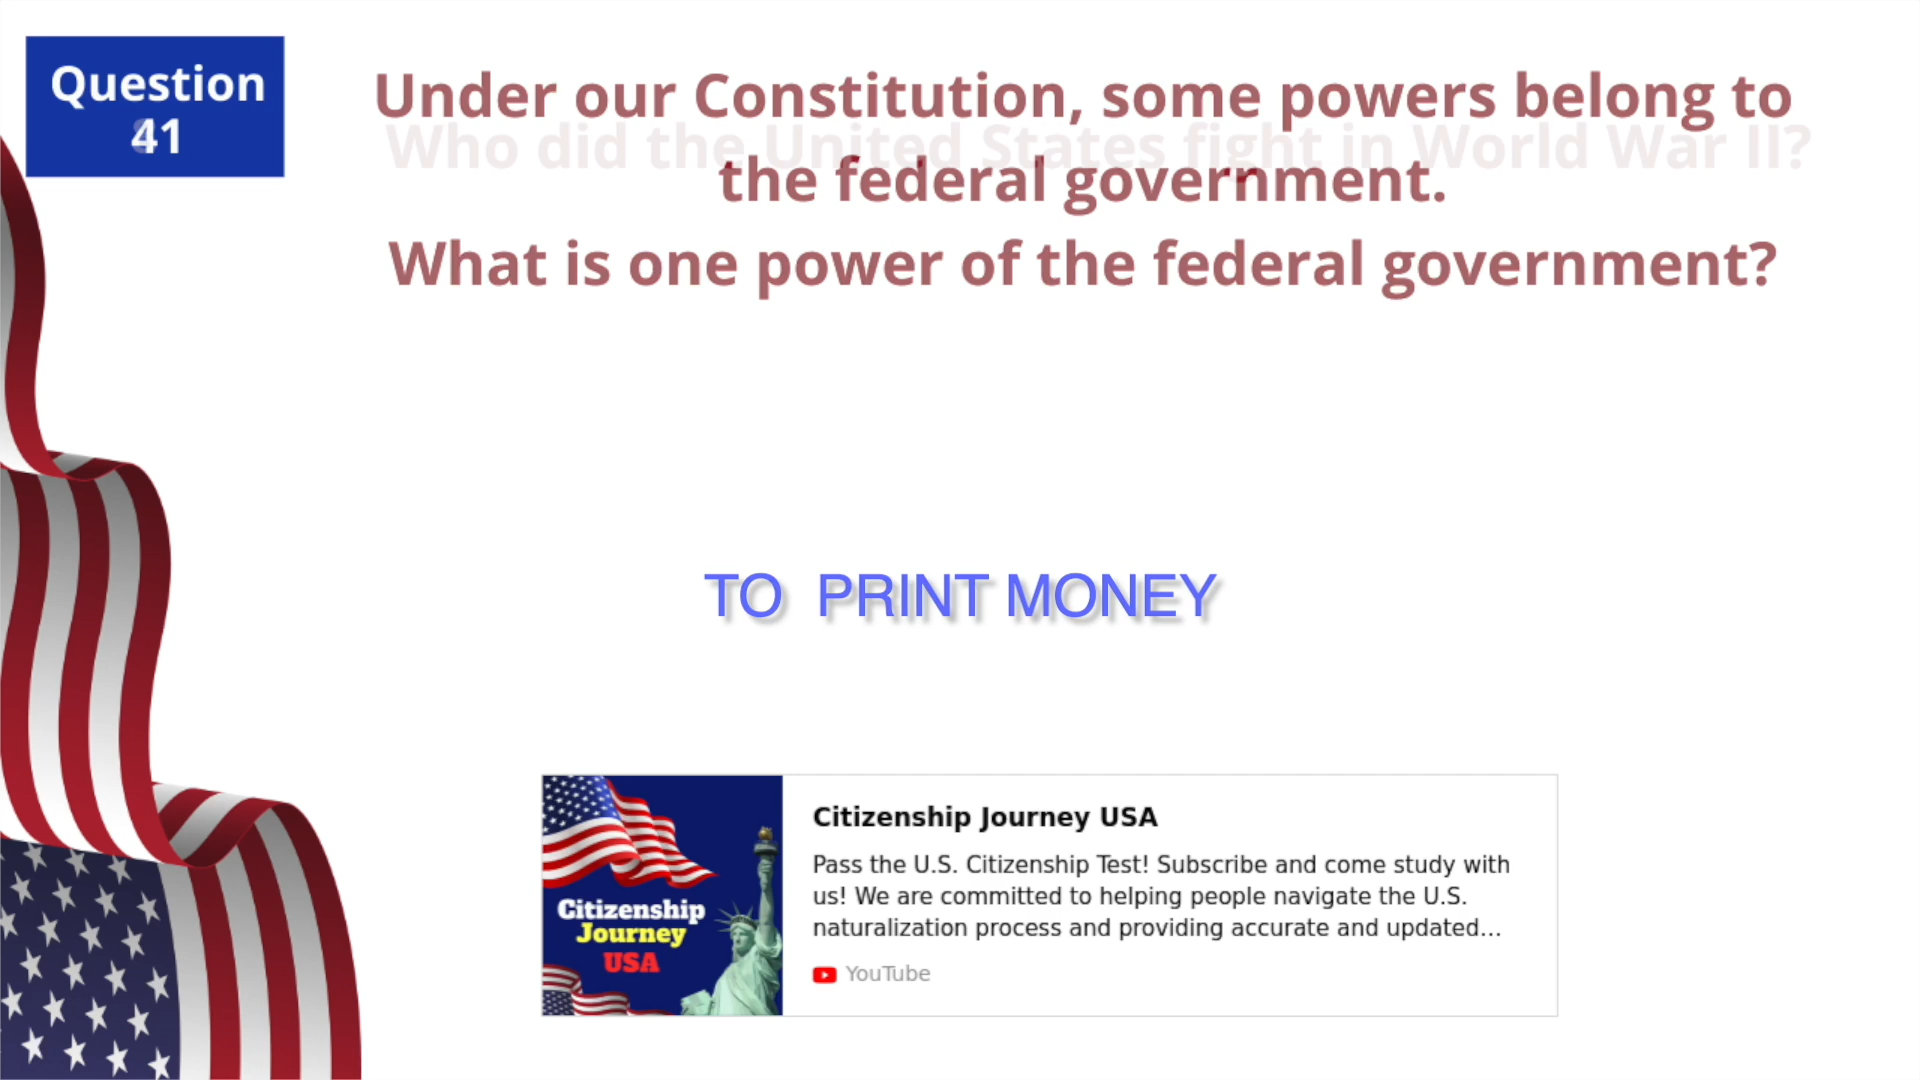 Question
41
Under our Constitution, some powers belong to
Who did the United States fight in World War II?
the federal government.
What is one power of the federal government?
TO PRINT MONEY
Citizenship Journey USA
Pass the U.S. Citizenship Test! Subscribe and come study with
us! We are committed to helping people navigate the U.S.
naturalization process and providing accurate and updated...
YouTube
Citizenship
Journey
USA